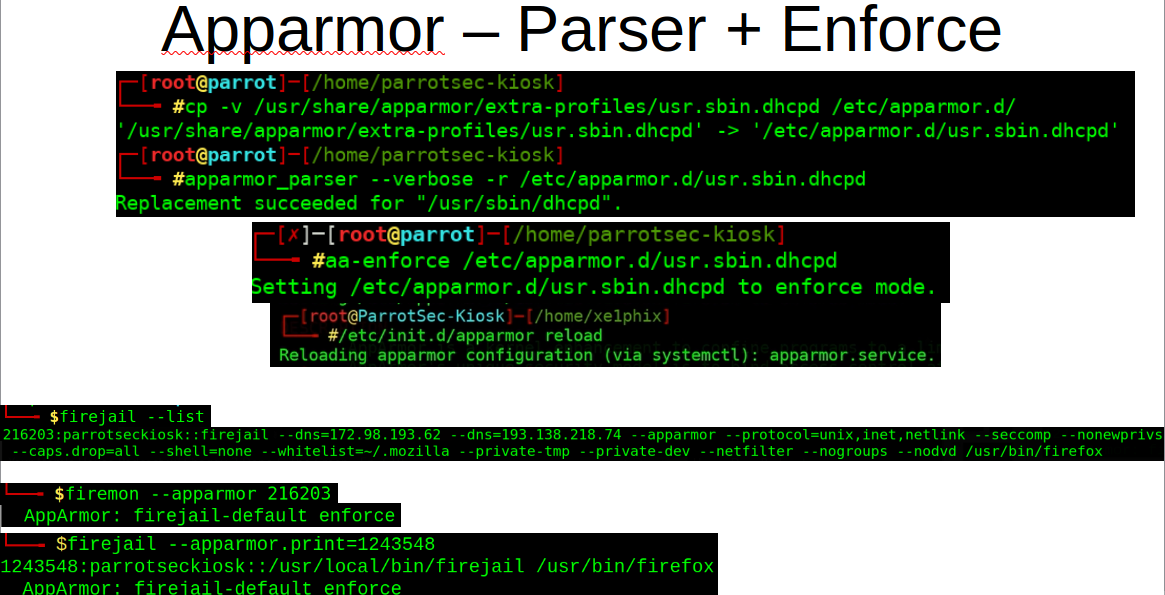 Apparmor – Parser + Enforce
┌─[root@parrot]─[/home/parrotsec-kiosk]
└──╼ #cp -v /usr/share/apparmor/extra-profiles/usr.sbin.dhcpd /etc/apparmor.d/
'/usr/share/apparmor/extra-profiles/usr.sbin.dhcpd' -> '/etc/apparmor.d/usr.sbin.dhcpd'
┌─[root@parrot]─[/home/parrotsec-kiosk]
└──╼ #apparmor_parser --verbose -r /etc/apparmor.d/usr.sbin.dhcpd
Replacement succeeded for "/usr/sbin/dhcpd".
┌─[✗]─[root@parrot]─[/home/parrotsec-kiosk]
└──╼ #aa-enforce /etc/apparmor.d/usr.sbin.dhcpd
Setting /etc/apparmor.d/usr.sbin.dhcpd to enforce mode.
┌─[root@ParrotSec-Kiosk]─[/home/xe1phix]
└──╼ #/etc/init.d/apparmor reload
Reloading apparmor configuration (via systemctl): apparmor.service.
└──╼ $firejail --list
216203:parrotseckiosk::firejail --dns=172.98.193.62 --dns=193.138.218.74 --apparmor --protocol=unix,inet,netlink --seccomp --nonewprivs
--caps.drop=all --shell=none --whitelist=~/.mozilla --private-tmp --private-dev --netfilter --nogroups --nodvd /usr/bin/firefox
└──╼ $firemon --apparmor 216203
AppArmor: firejail-default enforce
└──╼ $firejail --apparmor.print=1243548
1243548:parrotseckiosk::/usr/local/bin/firejail /usr/bin/firefox
AppArmor: firejail-default enforce